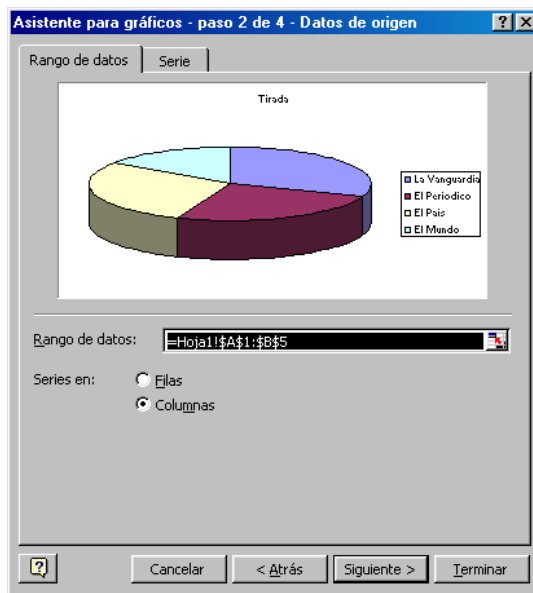 Asistente para gráficos - paso 2 de 4 - Datos de origen
Rango de datos
Serie
Tirada
La Vanguardia
El Periodico
El Pais
El Mundo
Rango de datos:
=Hoja1!$A$1:$B$5
Series en:
Filas
Columnas
Cancelar
< Atrás
Siguiente >
Terminar